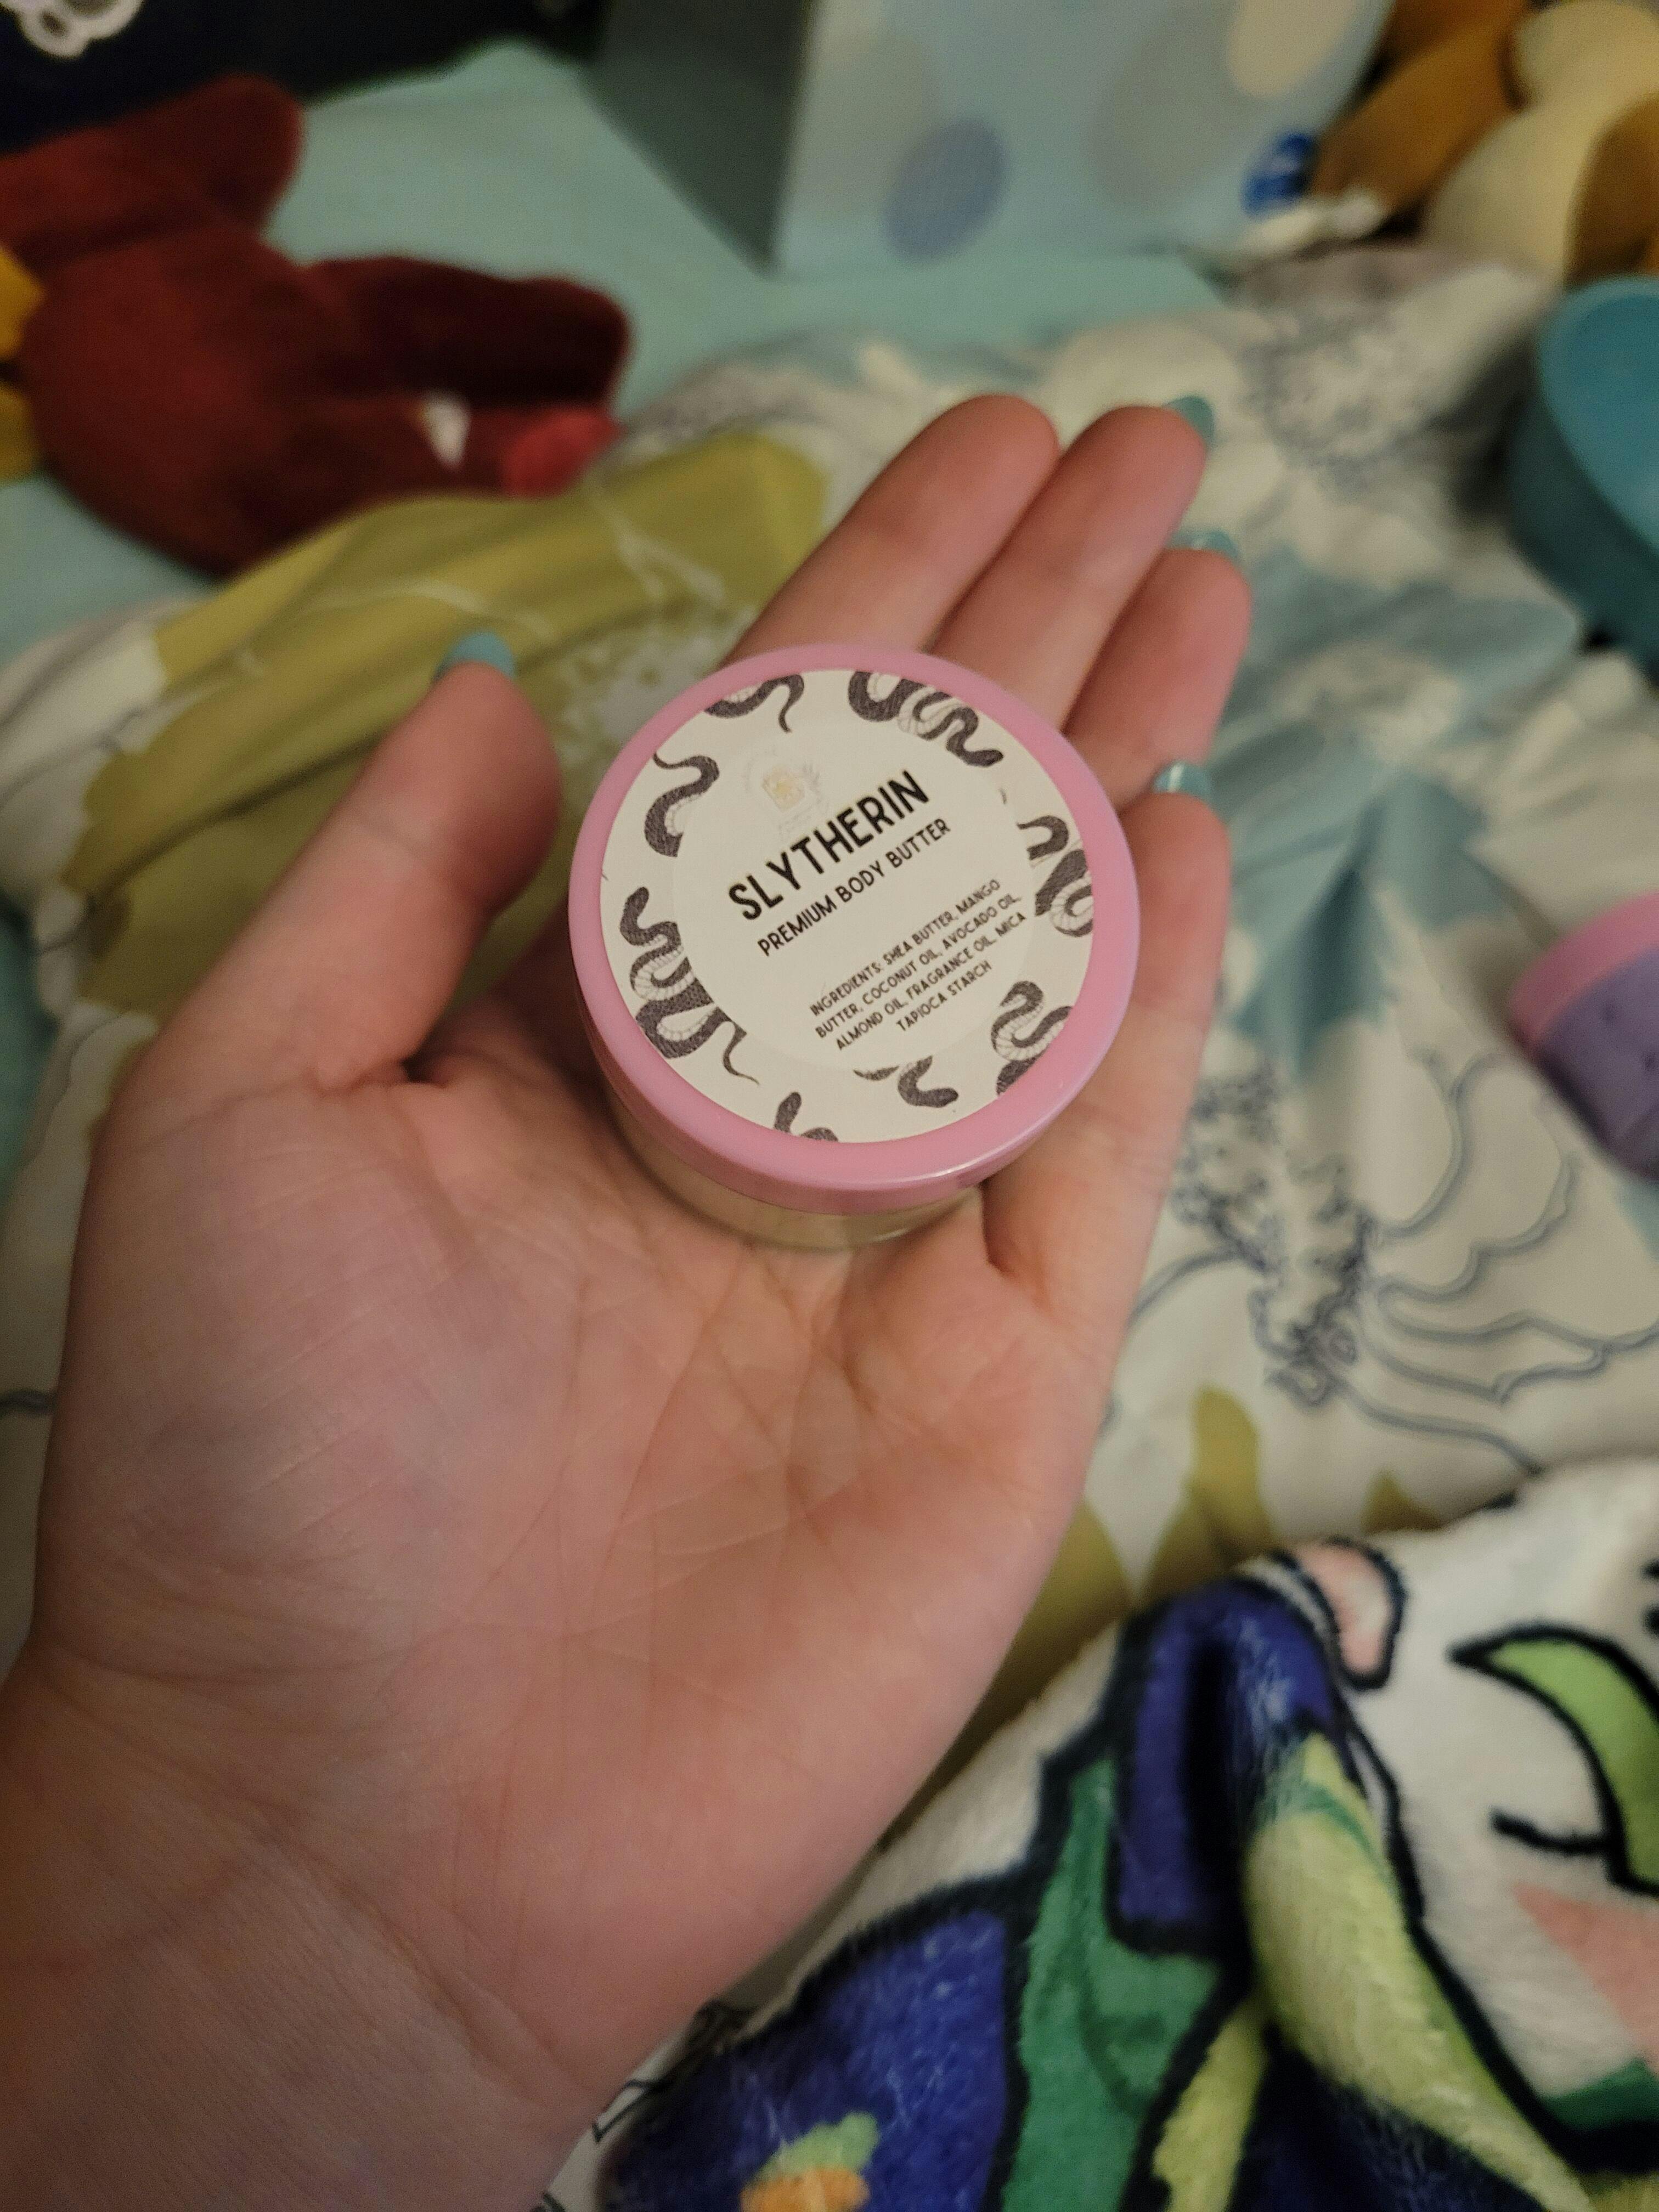 SLYTHERIN
PREMIUM BODY BUTTER
INGREDIENTS: SHEA BUTTER, MANGO
BUTTER, COCONUT OIL, AVOCADO OIL,
ALMOND OIL, FRAGRANCE OIL, MICA
TAPIOCA STARCH